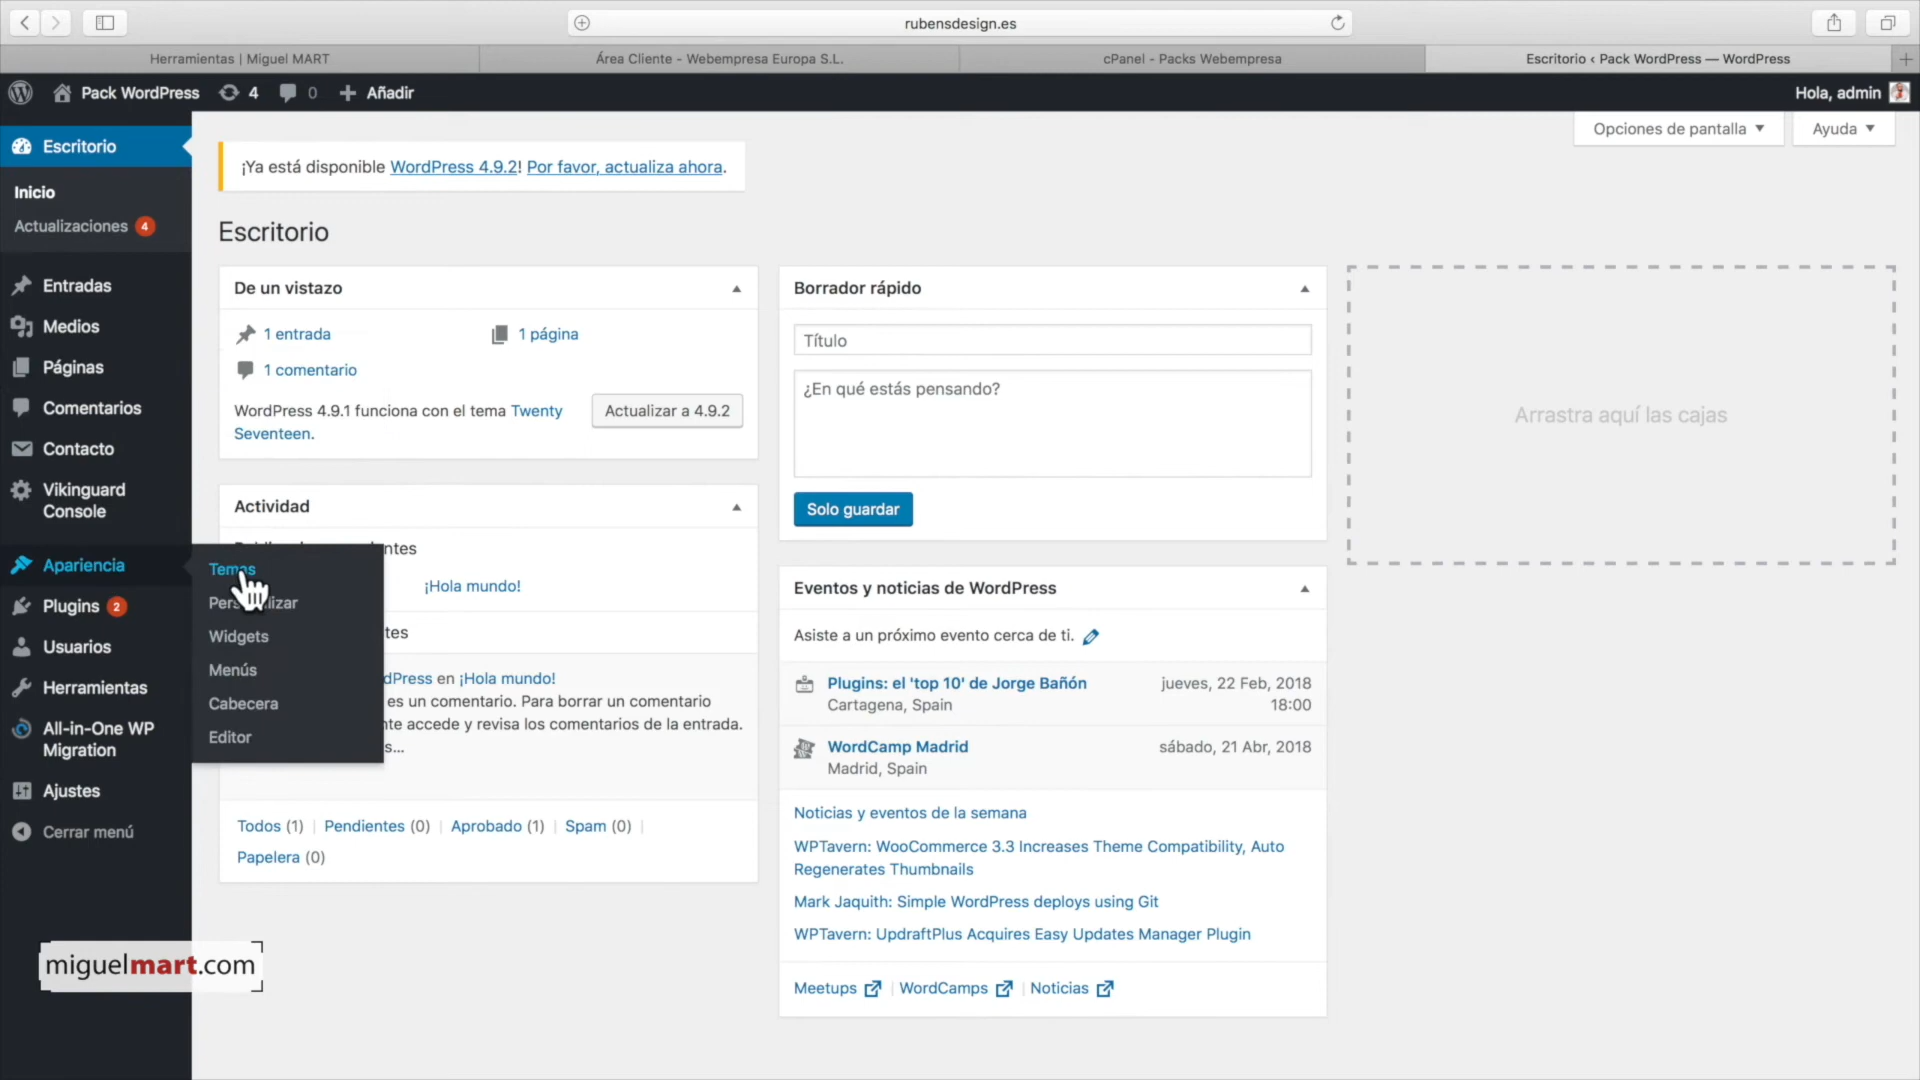 rubensdesign.es
Herramientas | Miguel MART
Área Cliente - Webempresa Europa S.L.
cPanel - Packs Webempresa
Escritorio ‹ Pack WordPress — WordPress
Pack WordPress
4
0
Añadir
Hola, admin
Opciones de pantalla
Ayuda
Escritorio
Inicio
Actualizaciones 4
Entradas
Medios
Páginas
Comentarios
Contacto
Vikinguard
Console
Apariencia
Plugins 2
Usuarios
Herramientas
All-in-One WP
Migration
Ajustes
Cerrar menú
Temas
Widgets
Menús
Cabecera
Editor
¡Ya está disponible WordPress 4.9.2! Por favor, actualiza ahora.
Escritorio
De un vistazo
1 entrada
1 página
1 comentario
WordPress 4.9.1 funciona con el tema Twenty
Seventeen.
Actualizar a 4.9.2
Actividad
ntes
¡Hola mundo!
tes
dPress en ¡Hola mundo!
es un comentario. Para borrar un comentario
te accede y revisa los comentarios de la entrada.
s...
Todos (1) | Pendientes (0) | Aprobado (1) | Spam (0) |
Papelera (0)
Borrador rápido
Título
¿En qué estás pensando?
Solo guardar
Eventos y noticias de WordPress
Asiste a un próximo evento cerca de ti.
Plugins: el 'top 10' de Jorge Bañón
Cartagena, Spain
jueves, 22 Feb, 2018
18:00
WordCamp Madrid
Madrid, Spain
sábado, 21 Abr, 2018
Noticias y eventos de la semana
WPTavern: WooCommerce 3.3 Increases Theme Compatibility, Auto
Regenerates Thumbnails
Mark Jaquith: Simple WordPress deploys using Git
WPTavern: UpdraftPlus Acquires Easy Updates Manager Plugin
Meetups | WordCamps | Noticias
Arrastra aquí las cajas
miguelmart.com